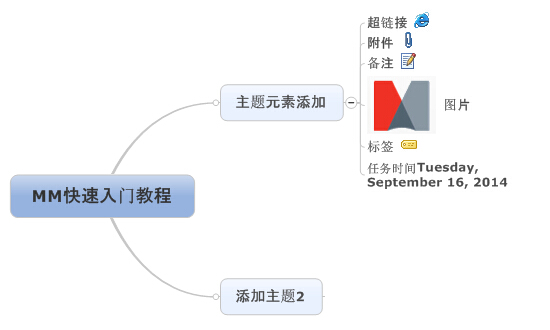 超链接
附件
备注
主题元素添加
图片
标签
任务时间Tuesday,
September 16, 2014
MM快速入门教程
添加主题2